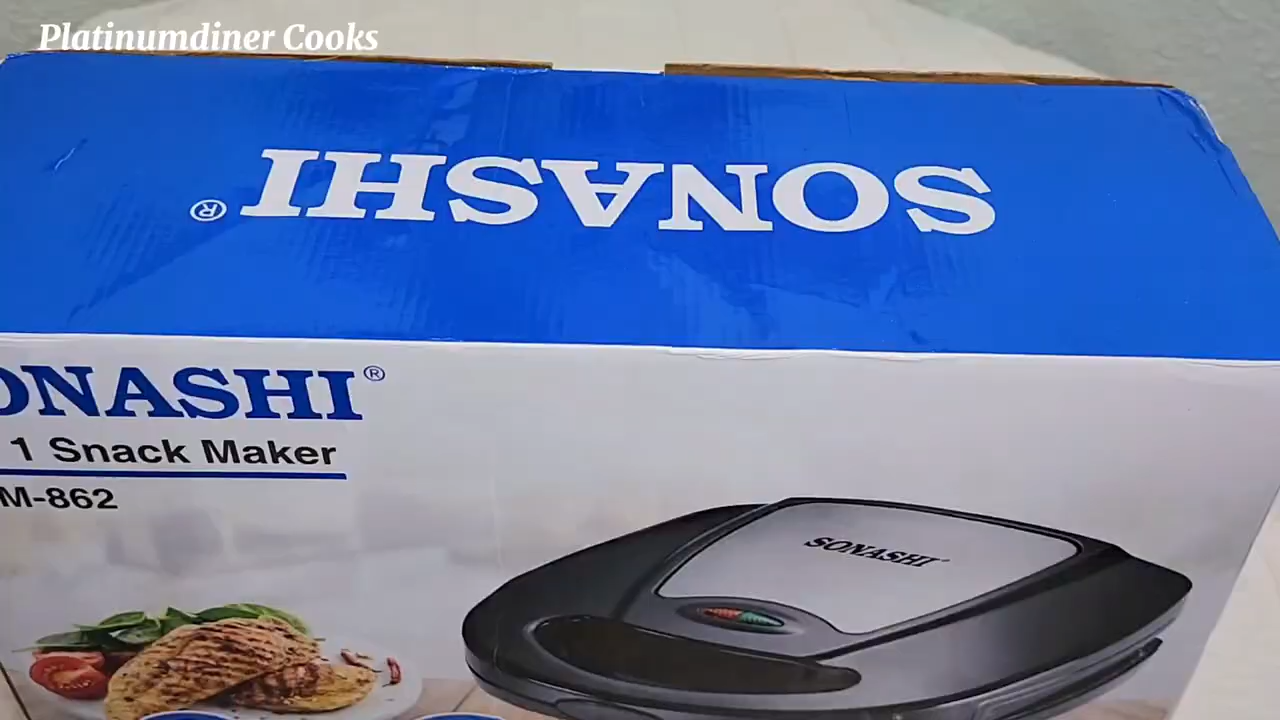 Platinumdiner Cooks
SONASHI®
ONASHI®
1 Snack Maker
M-862
SONASHI